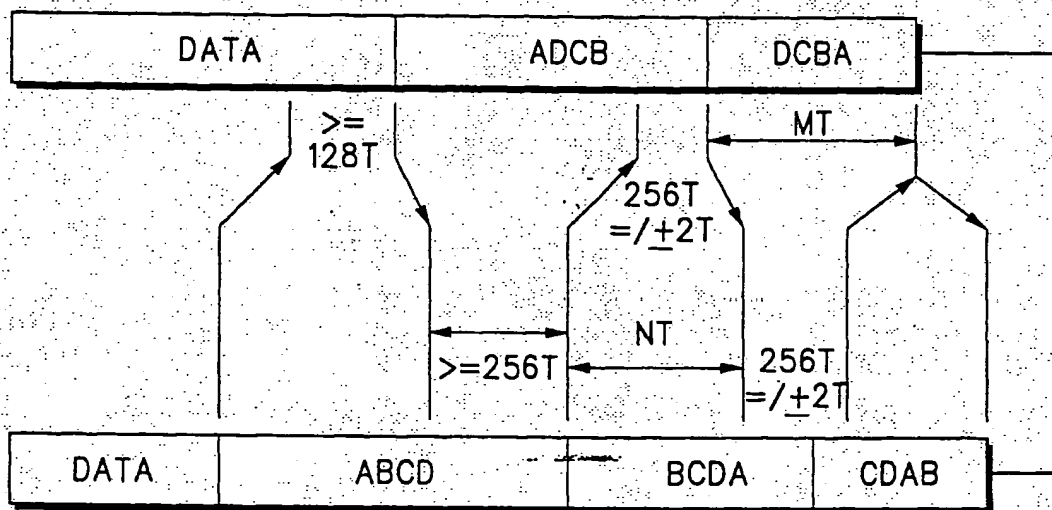 DATA ADCB DCBA
>=
128T
MT
256T
=/±2T
>=256T
NT
256T
=/±2T
DATA ABCD BCDA CDAB